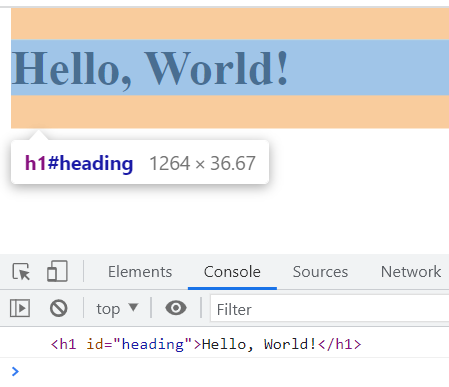 Hello, World!
h1#heading 1264 × 36.67
Elements Console Sources Network
top Filter
<h1 id="heading">Hello, World!</h1>